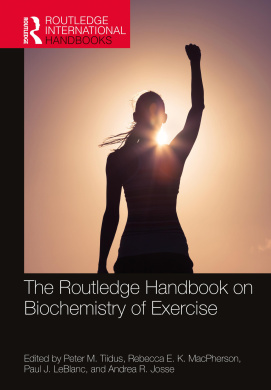 ROUTLEDGE
INTERNATIONAL
HANDBOOKS
The Routledge Handbook on
Biochemistry of Exercise
Edited by Peter M. Tiidus, Rebecca E. K. MacPherson,
Paul J. LeBlanc, and Andrea R. Josse